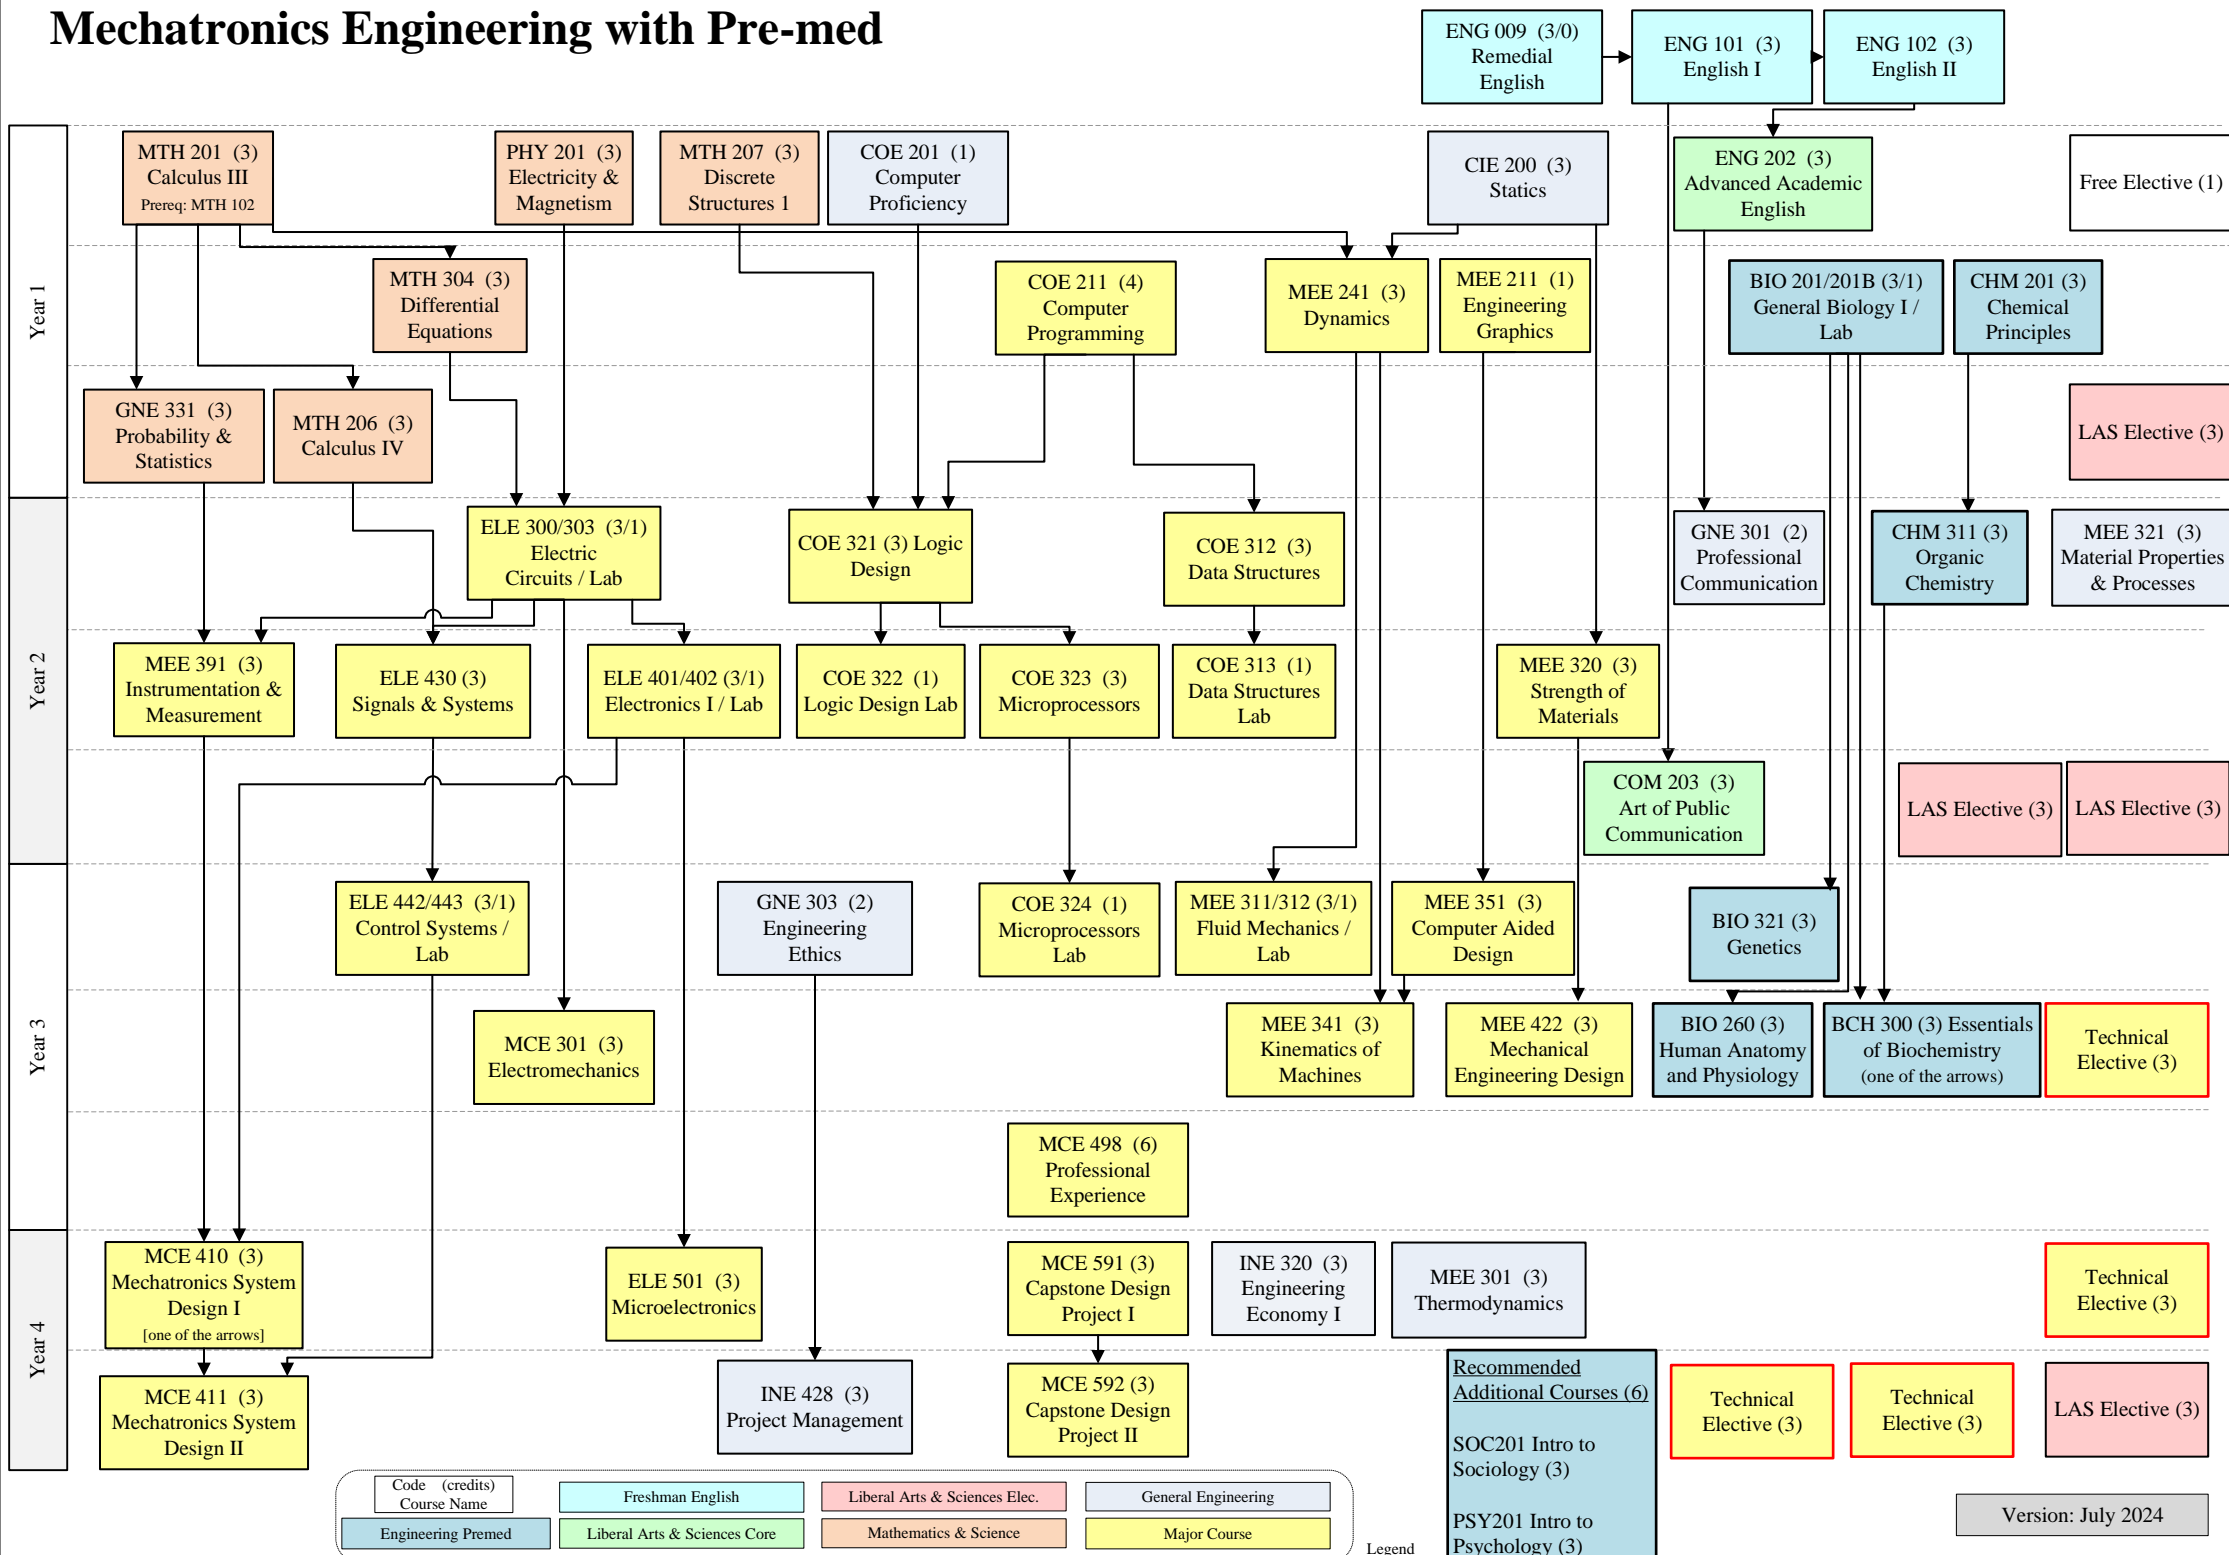 Mechatronics Engineering with Pre-med
ENG 009 (3/0)
Remedial
English
ENG 101 (3)
English I
ENG 102 (3)
English II
Year 1
MTH 201 (3)
Calculus III
Prereq: MTH 102
PHY 201 (3)
Electricity &
Magnetism
MTH 207 (3)
Discrete
Structures 1
COE 201 (1)
Computer
Proficiency
CIE 200 (3)
Statics
ENG 202 (3)
Advanced Academic
English
Free Elective (1)
MTH 304 (3)
Differential
Equations
COE 211 (4)
Computer
Programming
MEE 241 (3)
Dynamics
MEE 211 (1)
Engineering
Graphics
BIO 201/201B (3/1)
General Biology I /
Lab
CHM 201 (3)
Chemical
Principles
GNE 331 (3)
Probability &
Statistics
MTH 206 (3)
Calculus IV
LAS Elective (3)
Year 2
ELE 300/303 (3/1)
Electric
Circuits / Lab
COE 321 (3) Logic
Design
COE 312 (3)
Data Structures
GNE 301 (2)
Professional
Communication
CHM 311 (3)
Organic
Chemistry
MEE 321 (3)
Material Properties
& Processes
MEE 391 (3)
Instrumentation &
Measurement
ELE 430 (3)
Signals & Systems
ELE 401/402 (3/1)
Electronics I / Lab
COE 322 (1)
Logic Design Lab
COE 323 (3)
Microprocessors
COE 313 (1)
Data Structures
Lab
MEE 320 (3)
Strength of
Materials
COM 203 (3)
Art of Public
Communication
LAS Elective (3)
LAS Elective (3)
Year 3
ELE 442/443 (3/1)
Control Systems /
Lab
GNE 303 (2)
Engineering
Ethics
COE 324 (1)
Microprocessors
Lab
MEE 311/312 (3/1)
Fluid Mechanics /
Lab
MEE 351 (3)
Computer Aided
Design
BIO 321 (3)
Genetics
MCE 301 (3)
Electromechanics
MEE 341 (3)
Kinematics of
Machines
MEE 422 (3)
Mechanical
Engineering Design
BIO 260 (3)
Human Anatomy
and Physiology
BCH 300 (3) Essentials
of Biochemistry
(one of the arrows)
Technical
Elective (3)
MCE 498 (6)
Professional
Experience
Year 4
MCE 410 (3)
Mechatronics System
Design I
[one of the arrows]
ELE 501 (3)
Microelectronics
MCE 591 (3)
Capstone Design
Project I
INE 320 (3)
Engineering
Economy I
MEE 301 (3)
Thermodynamics
Technical
Elective (3)
MCE 411 (3)
Mechatronics System
Design II
INE 428 (3)
Project Management
MCE 592 (3)
Capstone Design
Project II
Recommended
Additional Courses (6)
SOC201 Intro to
Sociology (3)
PSY201 Intro to
Psychology (3)
Technical
Elective (3)
Technical
Elective (3)
LAS Elective (3)
Code (credits)
Course Name
Freshman English
Liberal Arts & Sciences Elec.
General Engineering
Engineering Premed
Liberal Arts & Sciences Core
Mathematics & Science
Major Course
Legend
Version: July 2024